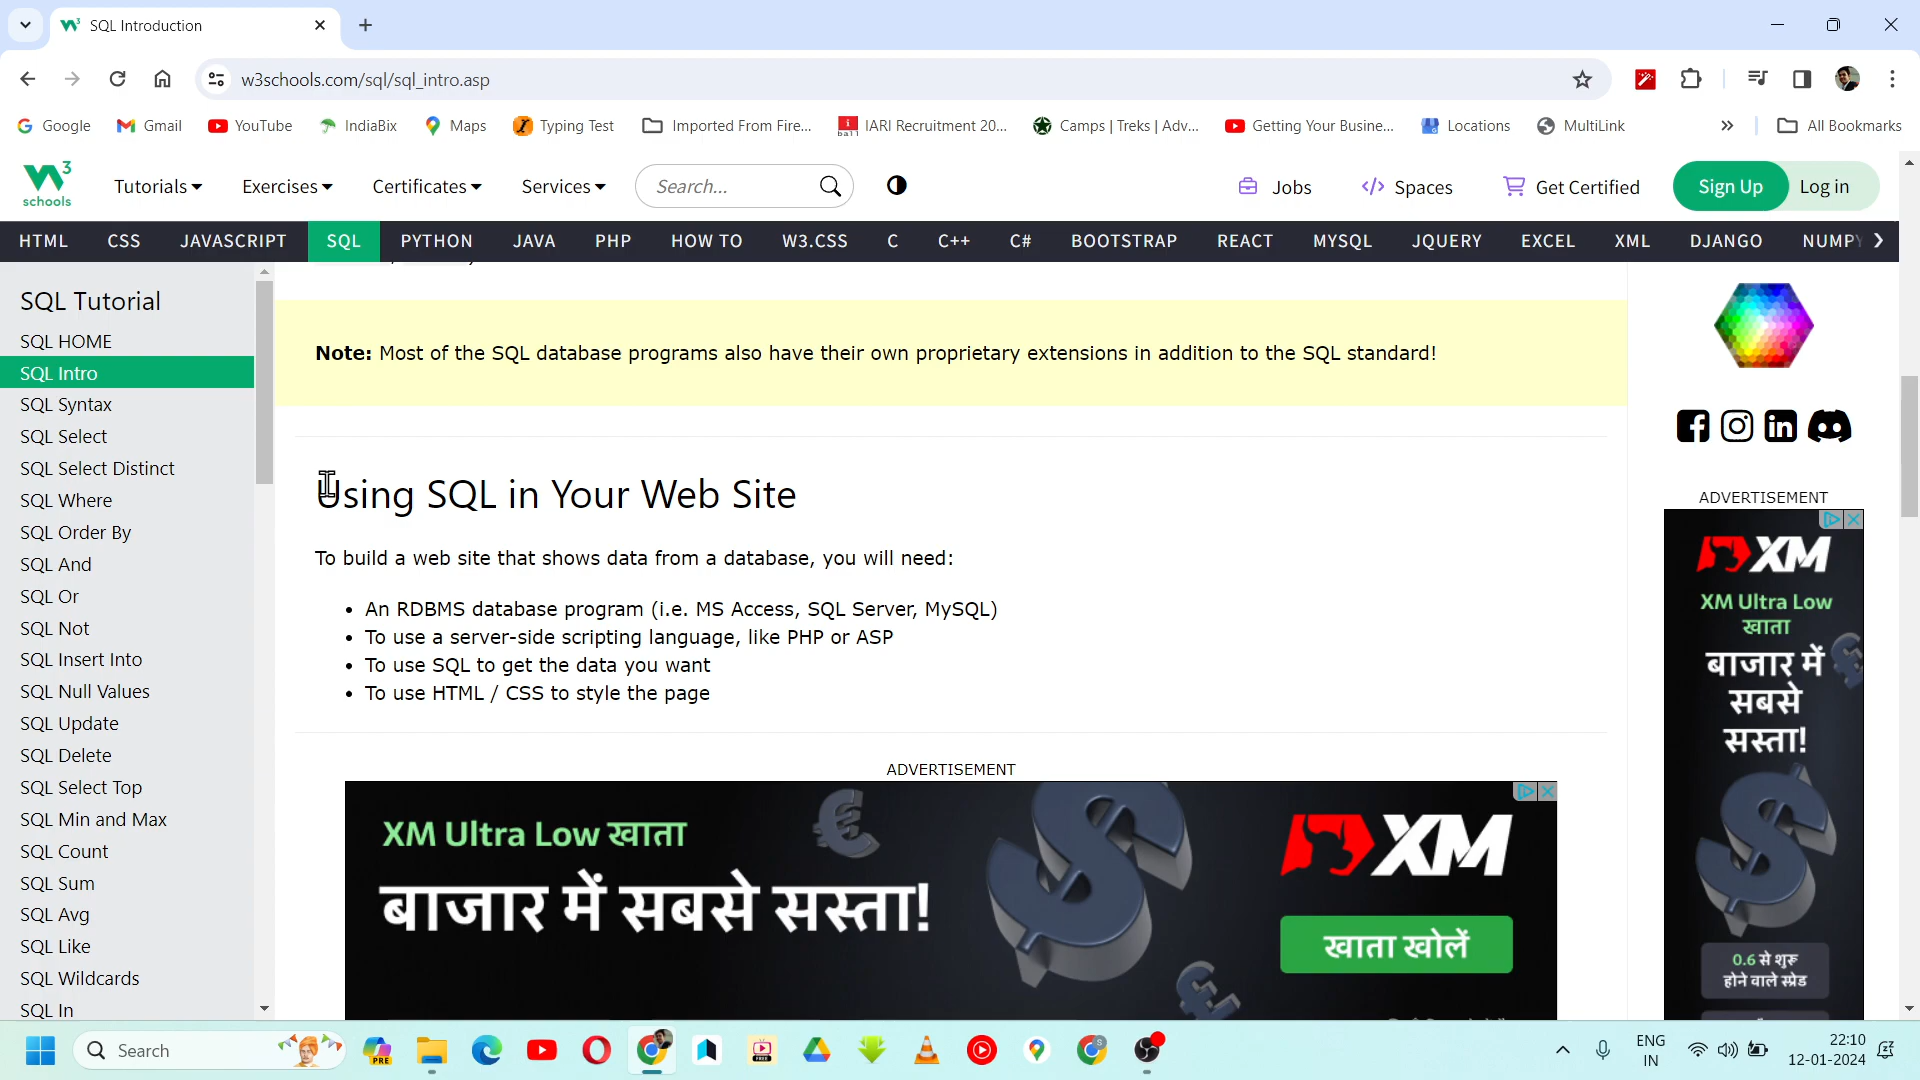 SQL Introduction
w3schools.com/sql/sql_intro.asp
Google Gmail YouTube IndiaBix Maps Typing Test Imported From Fire... IARI Recruitment 20... Camps | Treks | Adv... Getting Your Busine... Locations MultiLink All Bookmarks
3
schools
Tutorials Exercises Certificates Services Search... Jobs Spaces Get Certified Sign Up Log in
HTML CSS JAVASCRIPT SQL PYTHON JAVA PHP HOW TO W3.CSS C C++ C# BOOTSTRAP REACT MYSQL JQUERY EXCEL XML DJANGO NUMPY
SQL Tutorial
SQL HOME
SQL Intro
SQL Syntax
SQL Select
SQL Select Distinct
SQL Where
SQL Order By
SQL And
SQL Or
SQL Not
SQL Insert Into
SQL Null Values
SQL Update
SQL Delete
SQL Select Top
SQL Min and Max
SQL Count
SQL Sum
SQL Avg
SQL Like
SQL Wildcards
SQL In
Note: Most of the SQL database programs also have their own proprietary extensions in addition to the SQL standard!
Using SQL in Your Web Site
To build a web site that shows data from a database, you will need:
• An RDBMS database program (i.e. MS Access, SQL Server, MySQL)
• To use a server-side scripting language, like PHP or ASP
• To use SQL to get the data you want
• To use HTML / CSS to style the page
ADVERTISEMENT
XM Ultra Low खाता
बाजार में सबसे सस्ता!
XM
खाता खोलें
ADVERTISEMENT
XM
XM Ultra Low
खाता
बाजार में
सबसे
सस्ता!
0.6 से शुरू
होने वाले स्प्रेड
Search
PRE
FREE
S
ENG
IN
22:10
12-01-2024